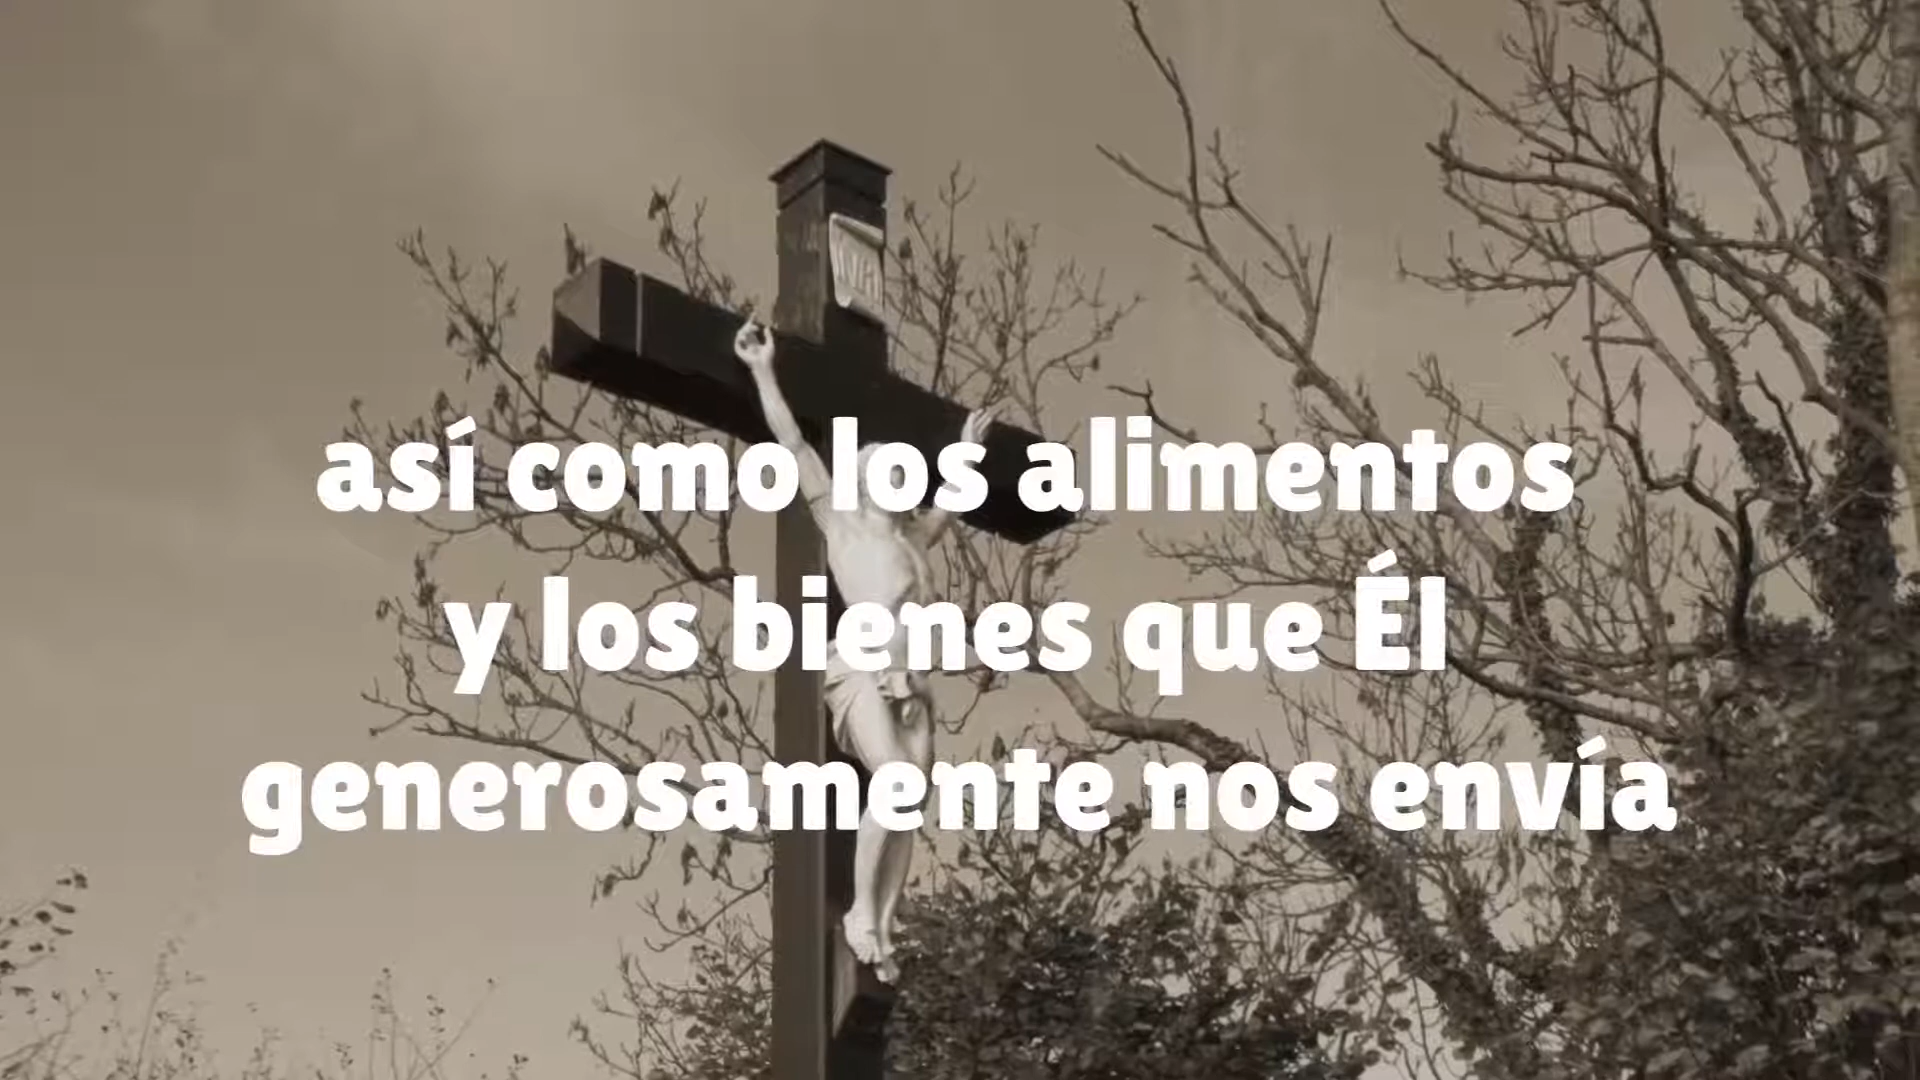 así como los alimentos
y los bienes que Él
generosamente nos envía